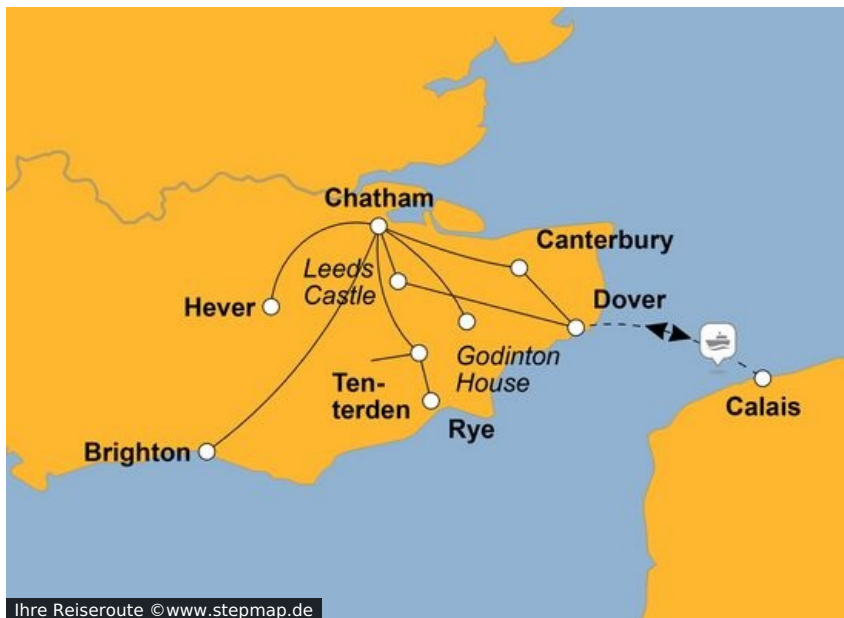 Chatham
Canterbury
Leeds
Castle
Dover
Hever
Godinton
House
Ten-
terden
Calais
Rye
Brighton
Ihre Reiseroute ©www.stepmap.de